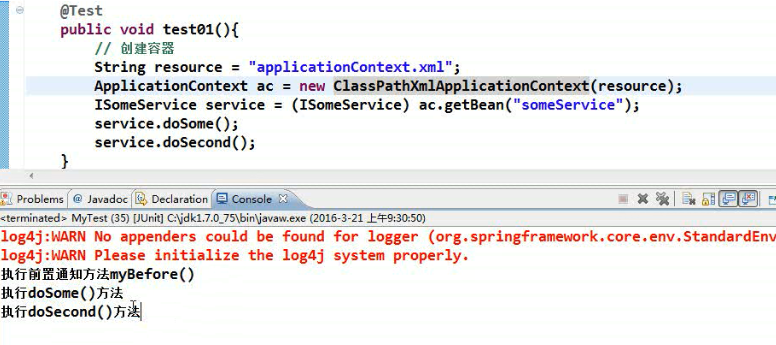 @Test
public void test01(){
// 创建容器
String resource = "applicationContext.xml";
ApplicationContext ac = new ClassPathXmlApplicationContext(resource);
ISomeService service = (ISomeService) ac.getBean("someService");
service.doSome();
service.doSecond();
}
Problems @ Javadoc Declaration Console
<terminated> MyTest (35) [JUnit] C:\jdk1.7.0_75\bin\javaw.exe (2016-3-21 上午9:30:50)
log4j:WARN No appenders could be found for logger (org.springframework.core.env.StandardEnv
log4j:WARN Please initialize the log4j system properly.
执行前置通知方法myBefore()
执行doSome()方法
执行doSecond()方法